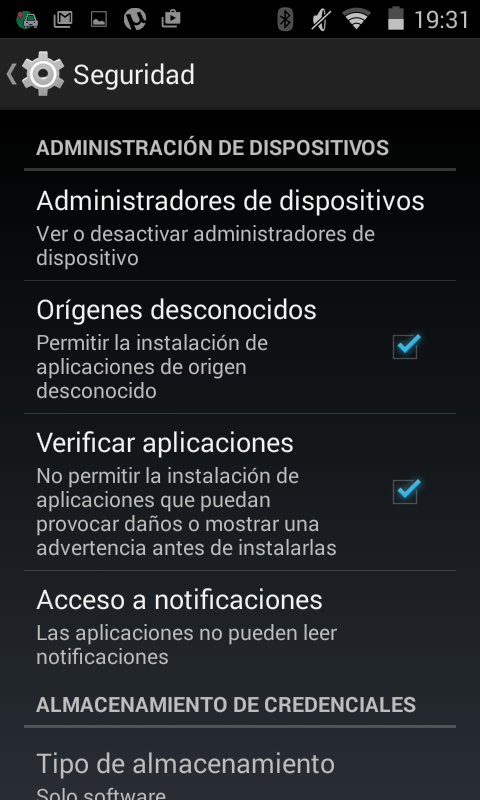 19:31
Seguridad
ADMINISTRACIÓN DE DISPOSITIVOS
Administradores de dispositivos
Ver o desactivar administradores de
dispositivo
Orígenes desconocidos
Permitir la instalación de
aplicaciones de origen
desconocido
Verificar aplicaciones
No permitir la instalación de
aplicaciones que puedan
provocar daños o mostrar una
advertencia antes de instalarlas
Acceso a notificaciones
Las aplicaciones no pueden leer
notificaciones
ALMACENAMIENTO DE CREDENCIALES
Tipo de almacenamiento
Solo software